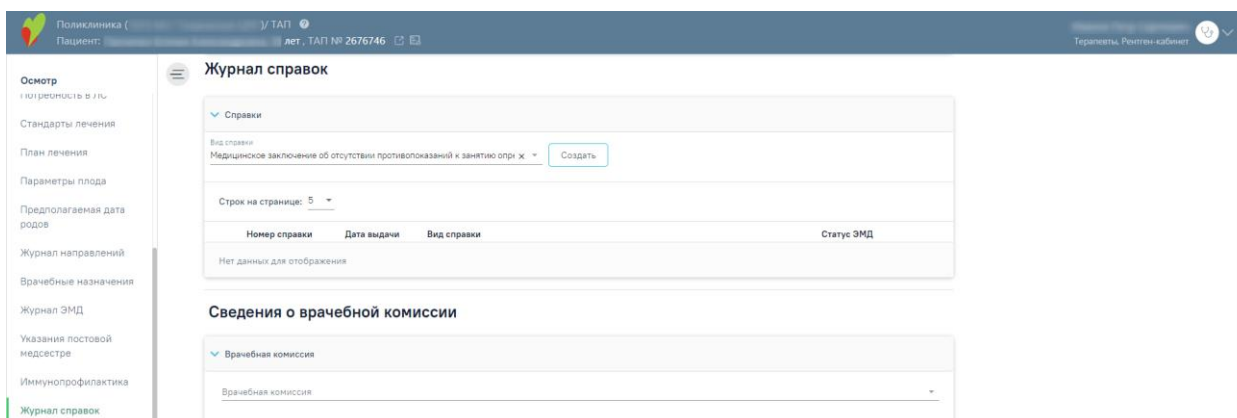 Поликлиника ( )/ ТАП ?
Пациент: лет , ТАП № 2676746
Терапевты, Рентген-кабинет
Осмотр
Потребность в ЛС
Стандарты лечения
План лечения
Параметры плода
Предполагаемая дата
родов
Журнал направлений
Врачебные назначения
Журнал ЭМД
Указания постовой
медсестре
Иммунопрофилактика
Журнал справок
Журнал справок
Справки
Вид справки
Медицинское заключение об отсутствии противопоказаний к занятию опре
Создать
Строк на странице: 5
Номер справки Дата выдачи Вид справки Статус ЭМД
Нет данных для отображения
Сведения о врачебной комиссии
Врачебная комиссия
Врачебная комиссия